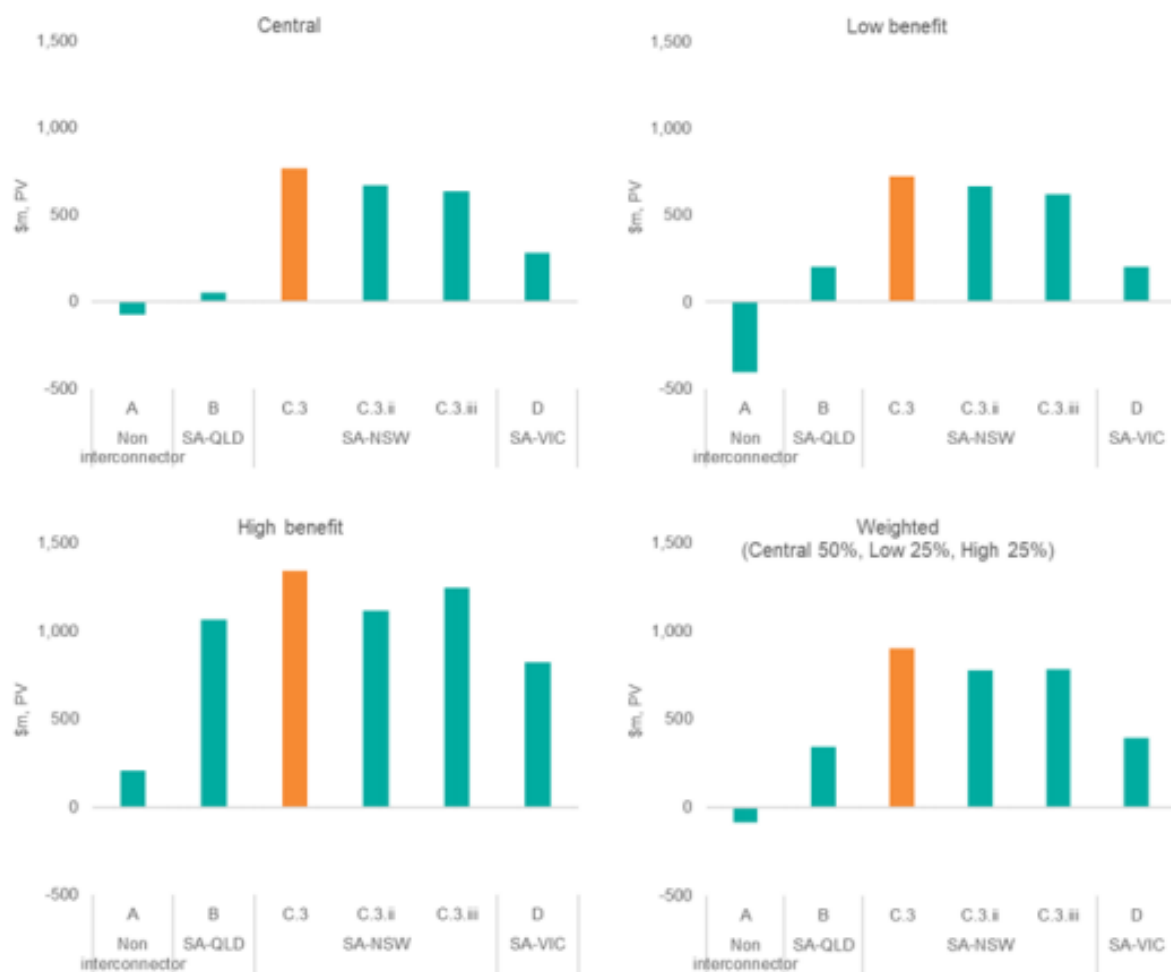 Central
1,500
1,000
500
0
-500
$m, PV
A B C.3 C.3.ii C.3.iii D
Non SA-QLD SA-NSW SA-VIC
interconnector
Low benefit
1,500
1,000
500
0
-500
$m, PV
A B C.3 C.3.ii C.3.iii D
Non SA-QLD SA-NSW SA-VIC
interconnector
High benefit
1,500
1,000
500
0
-500
$m, PV
A B C.3 C.3.ii C.3.iii D
Non SA-QLD SA-NSW SA-VIC
interconnector
Weighted
(Central 50%, Low 25%, High 25%)
1,500
1,000
500
0
-500
$m, PV
A B C.3 C.3.ii C.3.iii D
Non SA-QLD SA-NSW SA-VIC
interconnector